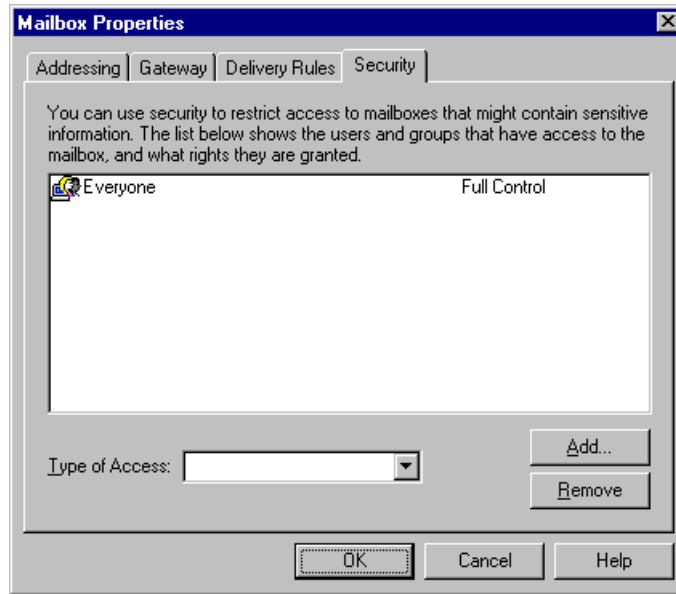 Mailbox Properties
Addressing Gateway Delivery Rules Security
You can use security to restrict access to mailboxes that might contain sensitive
information. The list below shows the users and groups that have access to the
mailbox, and what rights they are granted.
Everyone Full Control
Add...
Type of Access:
Remove
OK Cancel Help